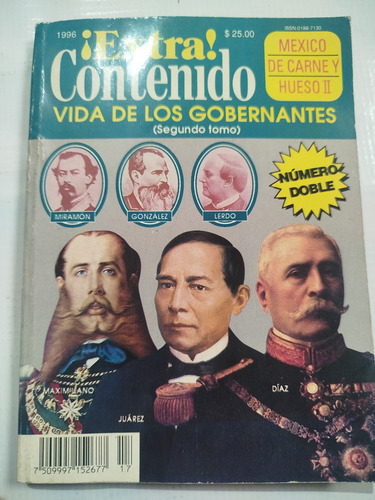 1996
¡Extra!
$ 25.00
ISSN 0188-7130
Contenido
MEXICO
DE CARNE Y
HUESO II
VIDA DE LOS GOBERNANTES
(Segundo tomo)
MIRAMON
GONZALEZ
LERDO
NÚMERO
DOBLE
MAXIMILIANO
JUÁREZ
DÍAZ
7 509997 152677
17